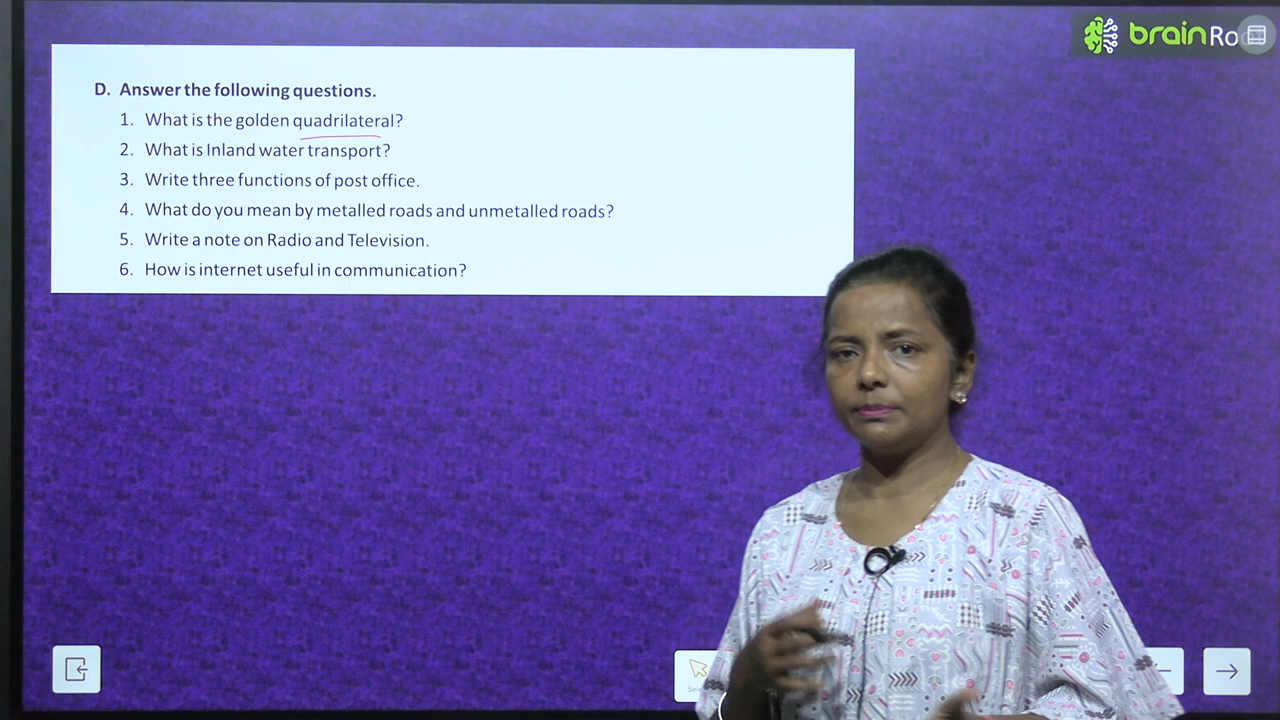 brainRo
D. Answer the following questions.
1. What is the golden quadrilateral?
2. What is Inland water transport?
3. Write three functions of post office.
4. What do you mean by metalled roads and unmetalled roads?
5. Write a note on Radio and Television.
6. How is internet useful in communication?